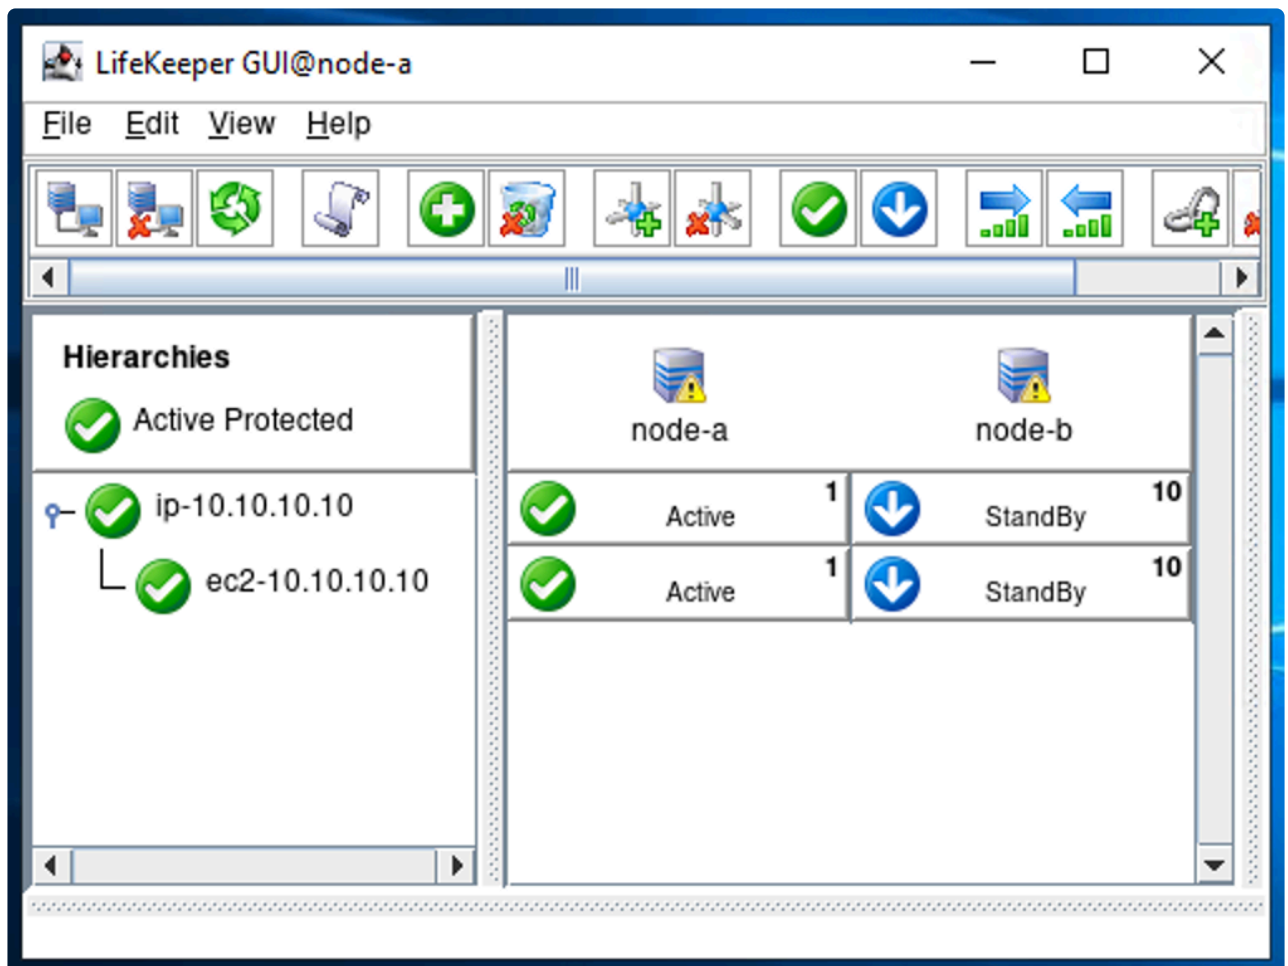 LifeKeeper GUI@node-a
File Edit View Help
Hierarchies
Active Protected
node-a node-b
ip-10.10.10.10 Active 1 StandBy 10
ec2-10.10.10.10 Active 1 StandBy 10